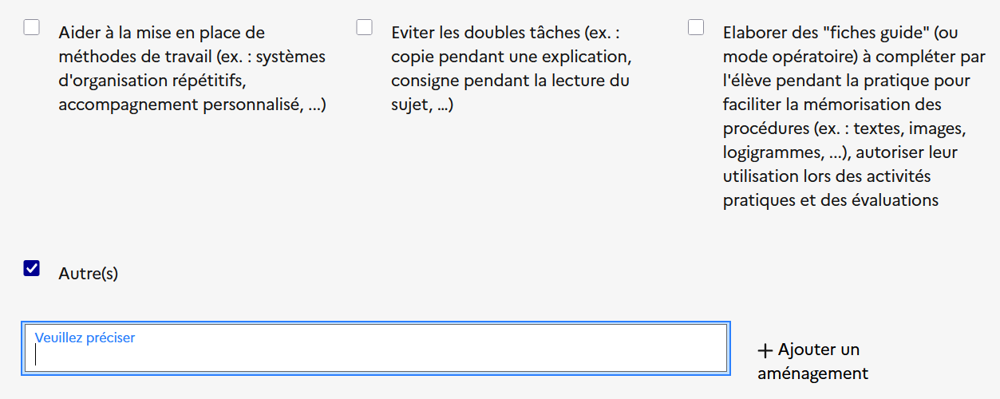 Aider à la mise en place de
méthodes de travail (ex. : systèmes
d'organisation répétitifs,
accompagnement personnalisé, ...)
Eviter les doubles tâches (ex. :
copie pendant une explication,
consigne pendant la lecture du
sujet, ...)
Elaborer des "fiches guide" (ou
mode opératoire) à compléter par
l'élève pendant la pratique pour
faciliter la mémorisation des
procédures (ex. : textes, images,
logigrammes, ...), autoriser leur
utilisation lors des activités
pratiques et des évaluations
Autre(s)
Veuillez préciser
+ Ajouter un
aménagement